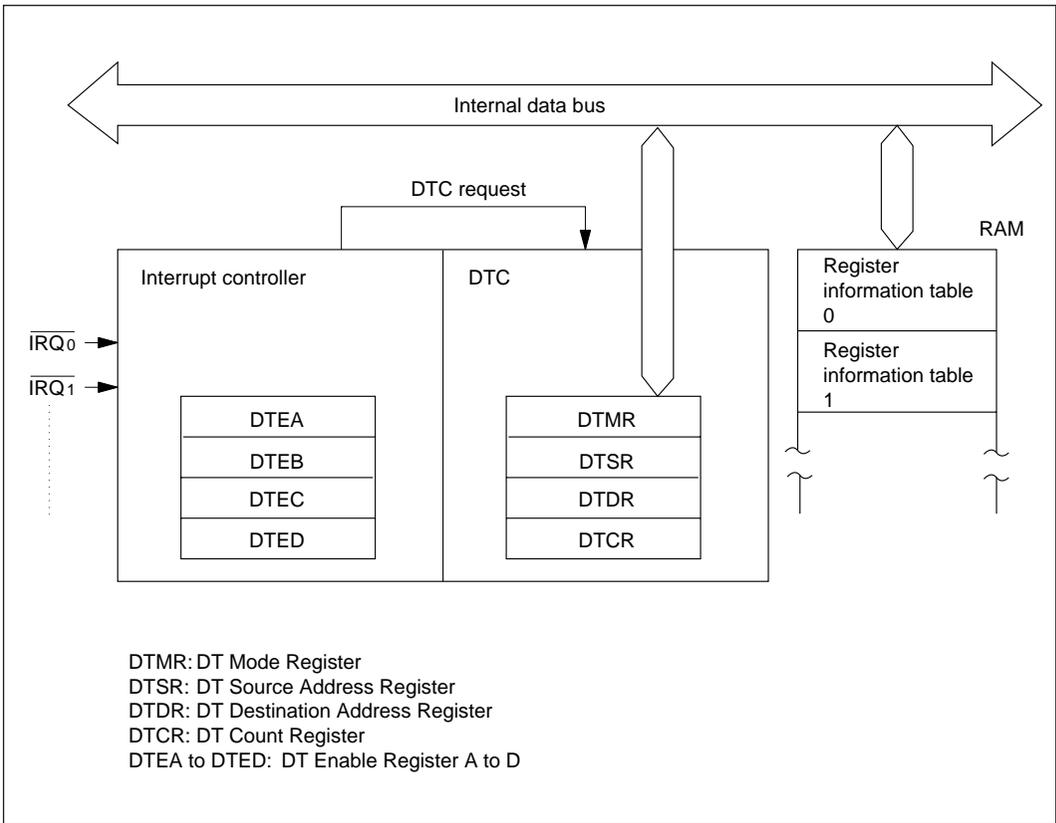 Internal data bus
DTC request
RAM
Interrupt controller
DTC
Register
information table
0
Register
information table
1
IRQ0
IRQ1
DTEA
DTEB
DTEC
DTED
DTMR
DTSR
DTDR
DTCR
DTMR: DT Mode Register
DTSR: DT Source Address Register
DTDR: DT Destination Address Register
DTCR: DT Count Register
DTEA to DTED: DT Enable Register A to D